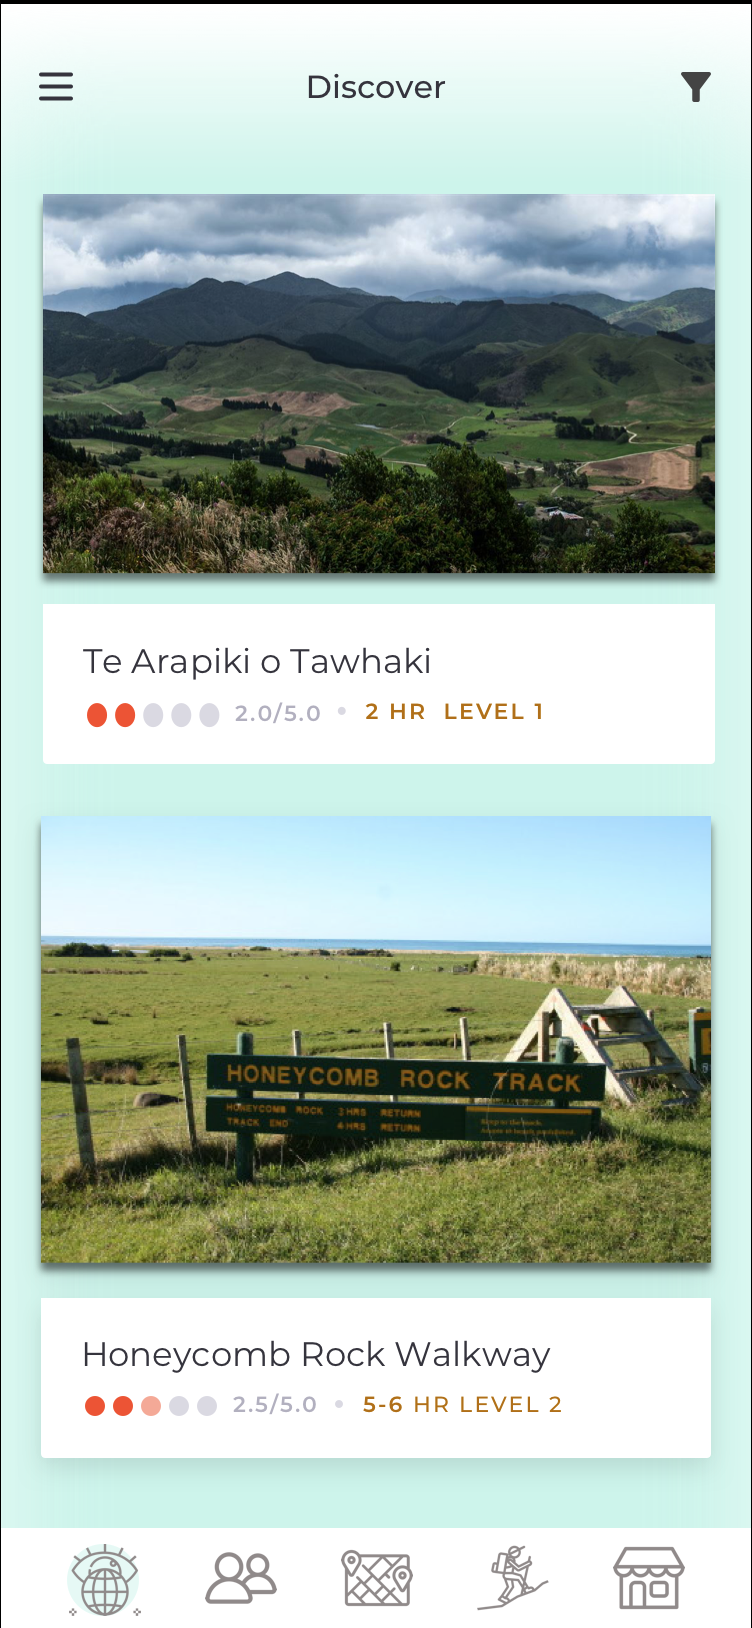 Discover
Te Arapiki o Tawhaki
2.0/5.0 • 2 HR LEVEL 1
HONEYCOMB ROCK TRACK
HONEYCOMB ROCK 3 HRS RETURN
TRACK END 4 HRS RETURN
Honeycomb Rock Walkway
2.5/5.0 • 5-6 HR LEVEL 2